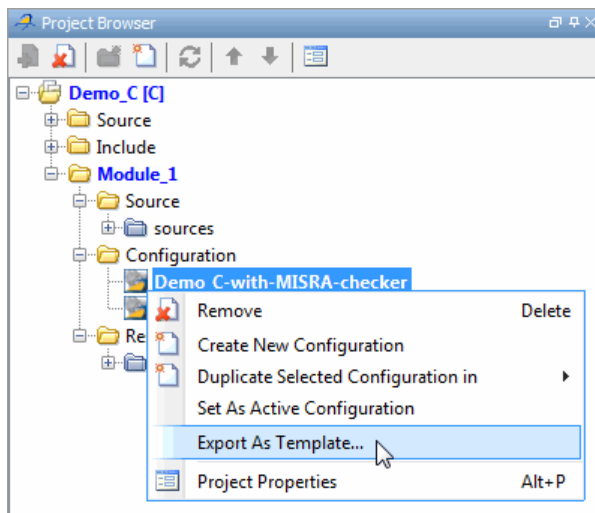 Project Browser
Demo_C [C]
Source
Include
Module_1
Source
sources
Configuration
Demo C-with-MISRA-checker
Re
Remove Delete
Create New Configuration
Duplicate Selected Configuration in
Set As Active Configuration
Export As Template...
Project Properties Alt+P